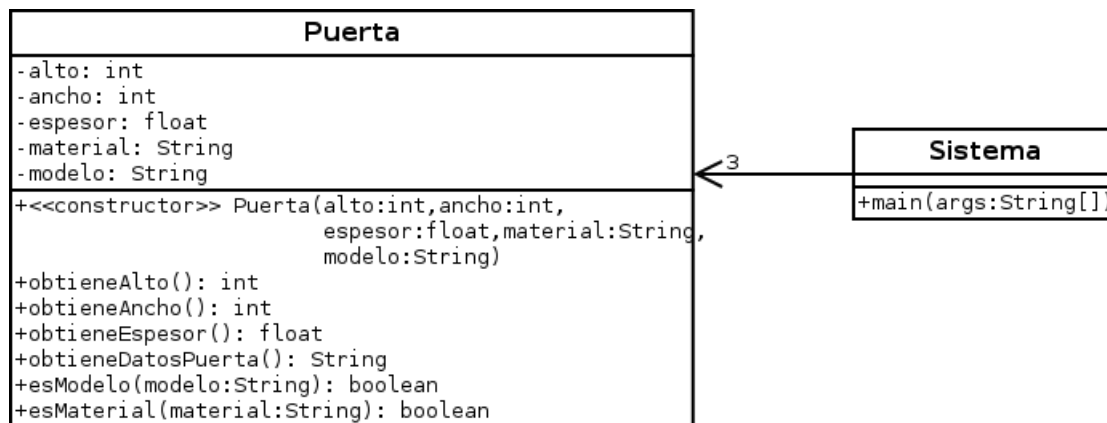 Puerta
-alto: int
-ancho: int
-espesor: float
-material: String
-modelo: String
+<<constructor>> Puerta(alto:int,ancho:int,
espesor:float,material:String,
modelo:String)
+obtieneAlto(): int
+obtieneAncho(): int
+obtieneEspesor(): float
+obtieneDatosPuerta(): String
+esModelo(modelo:String): boolean
+esMaterial(material:String): boolean
3
Sistema
+main(args:String[])